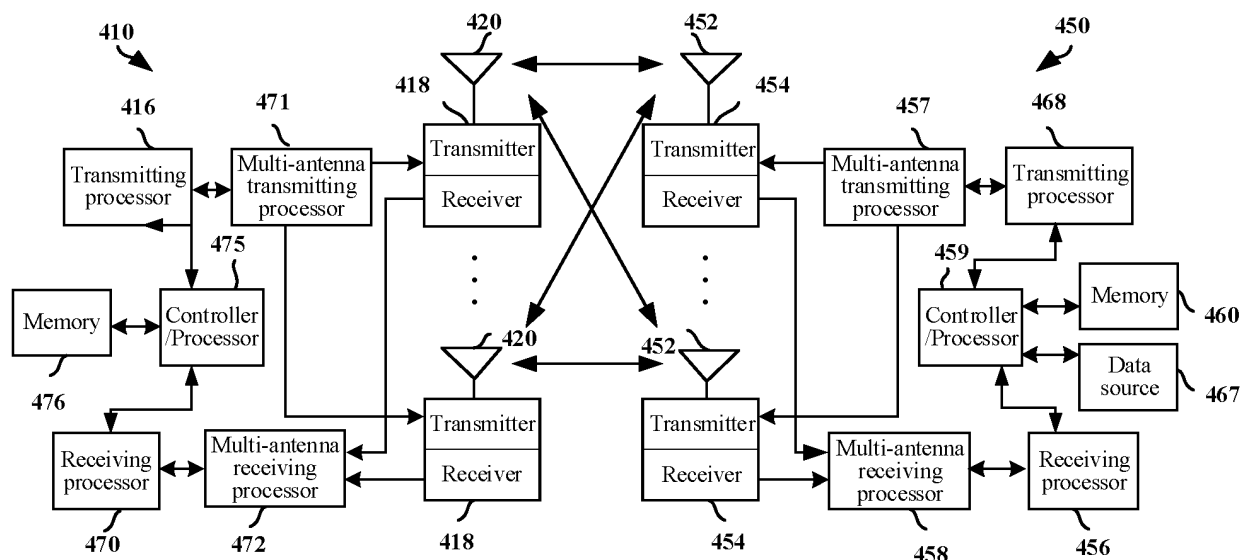 420
452
410
450
416
471
418
454
457
468
Transmitting
processor
Multi-antenna
transmitting
processor
Transmitter
Receiver
Transmitter
Receiver
Multi-antenna
transmitting
processor
Transmitting
processor
475
459
Memory
Controller
/Processor
Controller
/Processor
Memory
460
476
420
452
Data
source
467
Receiving
processor
Multi-antenna
receiving
processor
Transmitter
Receiver
Transmitter
Receiver
Multi-antenna
receiving
processor
Receiving
processor
470
472
418
454
458
456